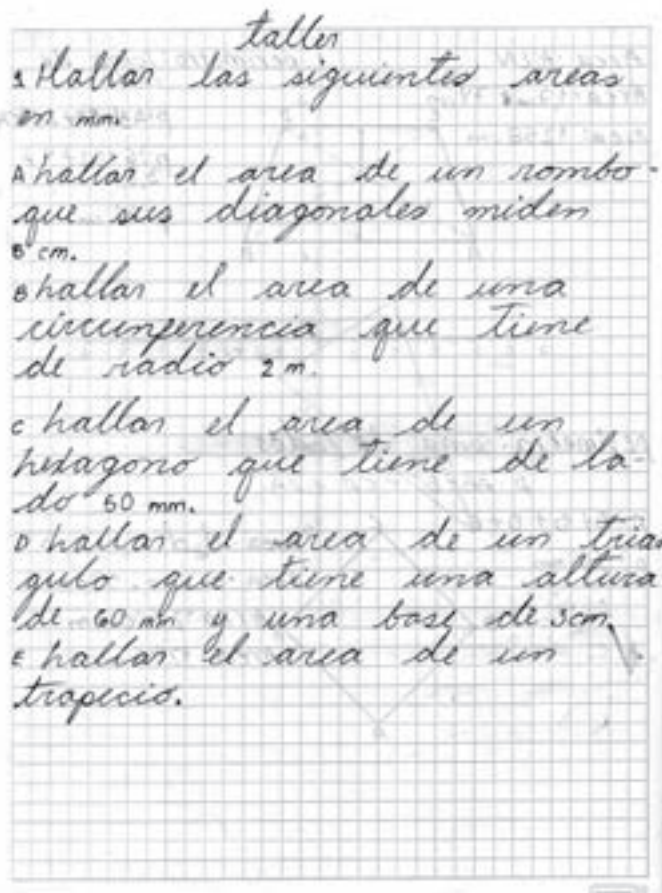 taller
1 Hallar las siguientes areas
en mm.
A hallar el area de un rombo
que sus diagonales miden
8 cm.
B hallar el area de una
circunferencia que tiene
de radio 2 m.
C hallar el area de un
hexagono que tiene de la-
do 50 mm.
D hallar el area de un trian
gulo que tiene una altura
de 60 mm y una base de 3cm.
E hallar el area de un
trapecio.